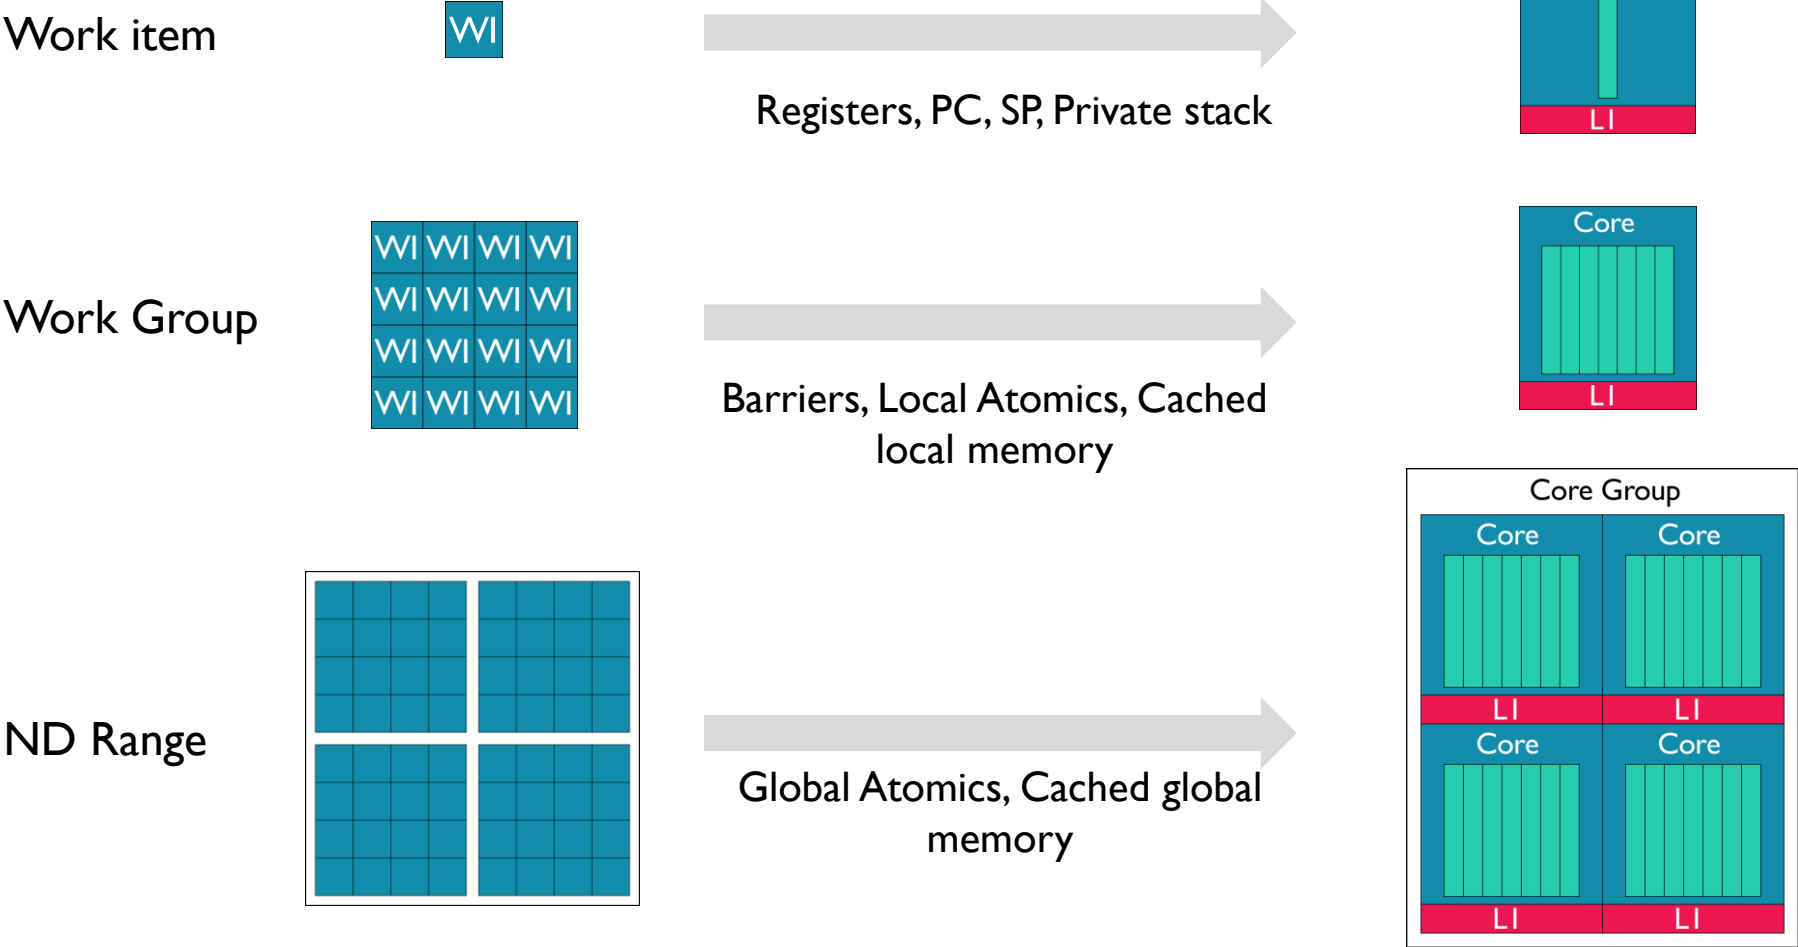 Work item
WI
Registers, PC, SP, Private stack
L1
Work Group
WI WI WI WI
WI WI WI WI
WI WI WI WI
WI WI WI WI
Barriers, Local Atomics, Cached
local memory
Core
L1
ND Range
Global Atomics, Cached global
memory
Core Group
Core Core
L1 L1
Core Core
L1 L1